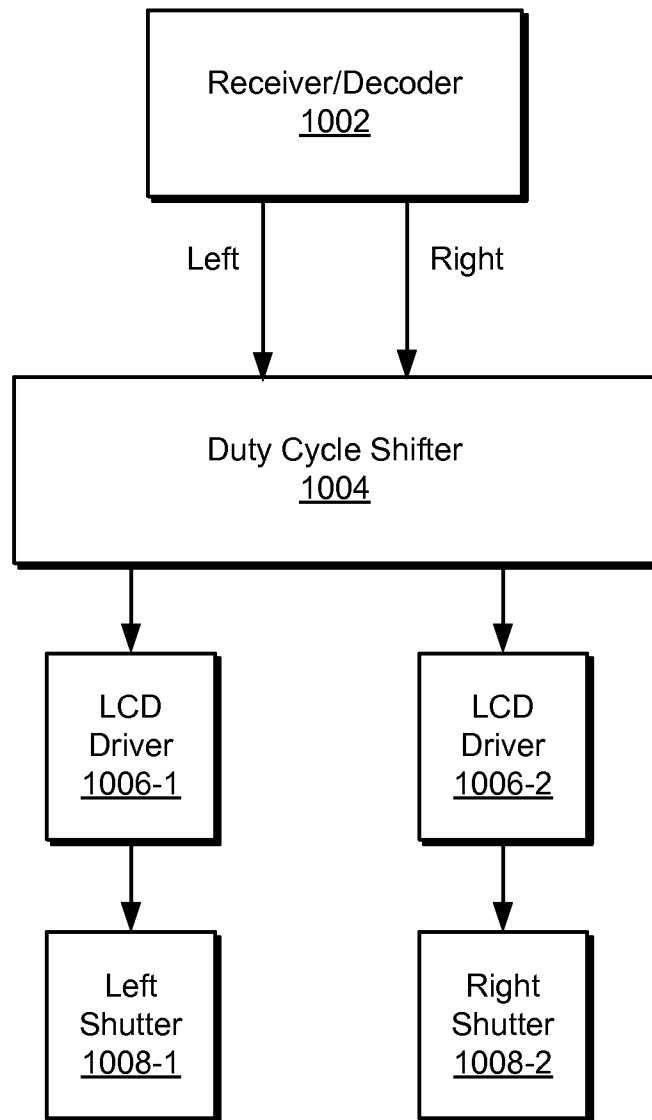 Receiver/Decoder
1002
Left
Right
Duty Cycle Shifter
1004
LCD
Driver
1006-1
LCD
Driver
1006-2
Left
Shutter
1008-1
Right
Shutter
1008-2